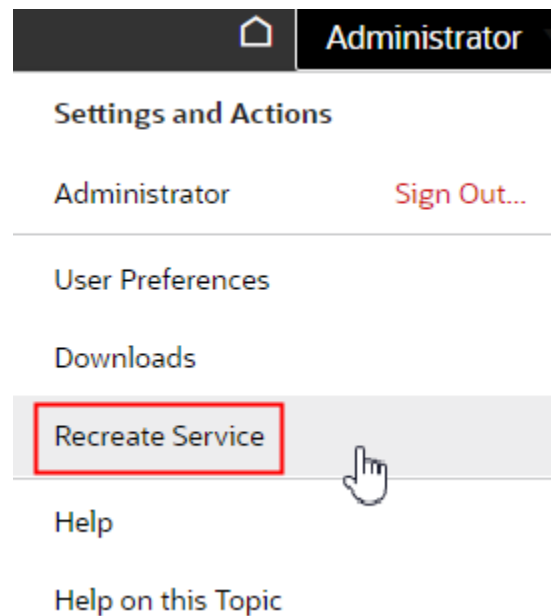 Administrator
Settings and Actions
Administrator Sign Out...
User Preferences
Downloads
Recreate Service
Help
Help on this Topic